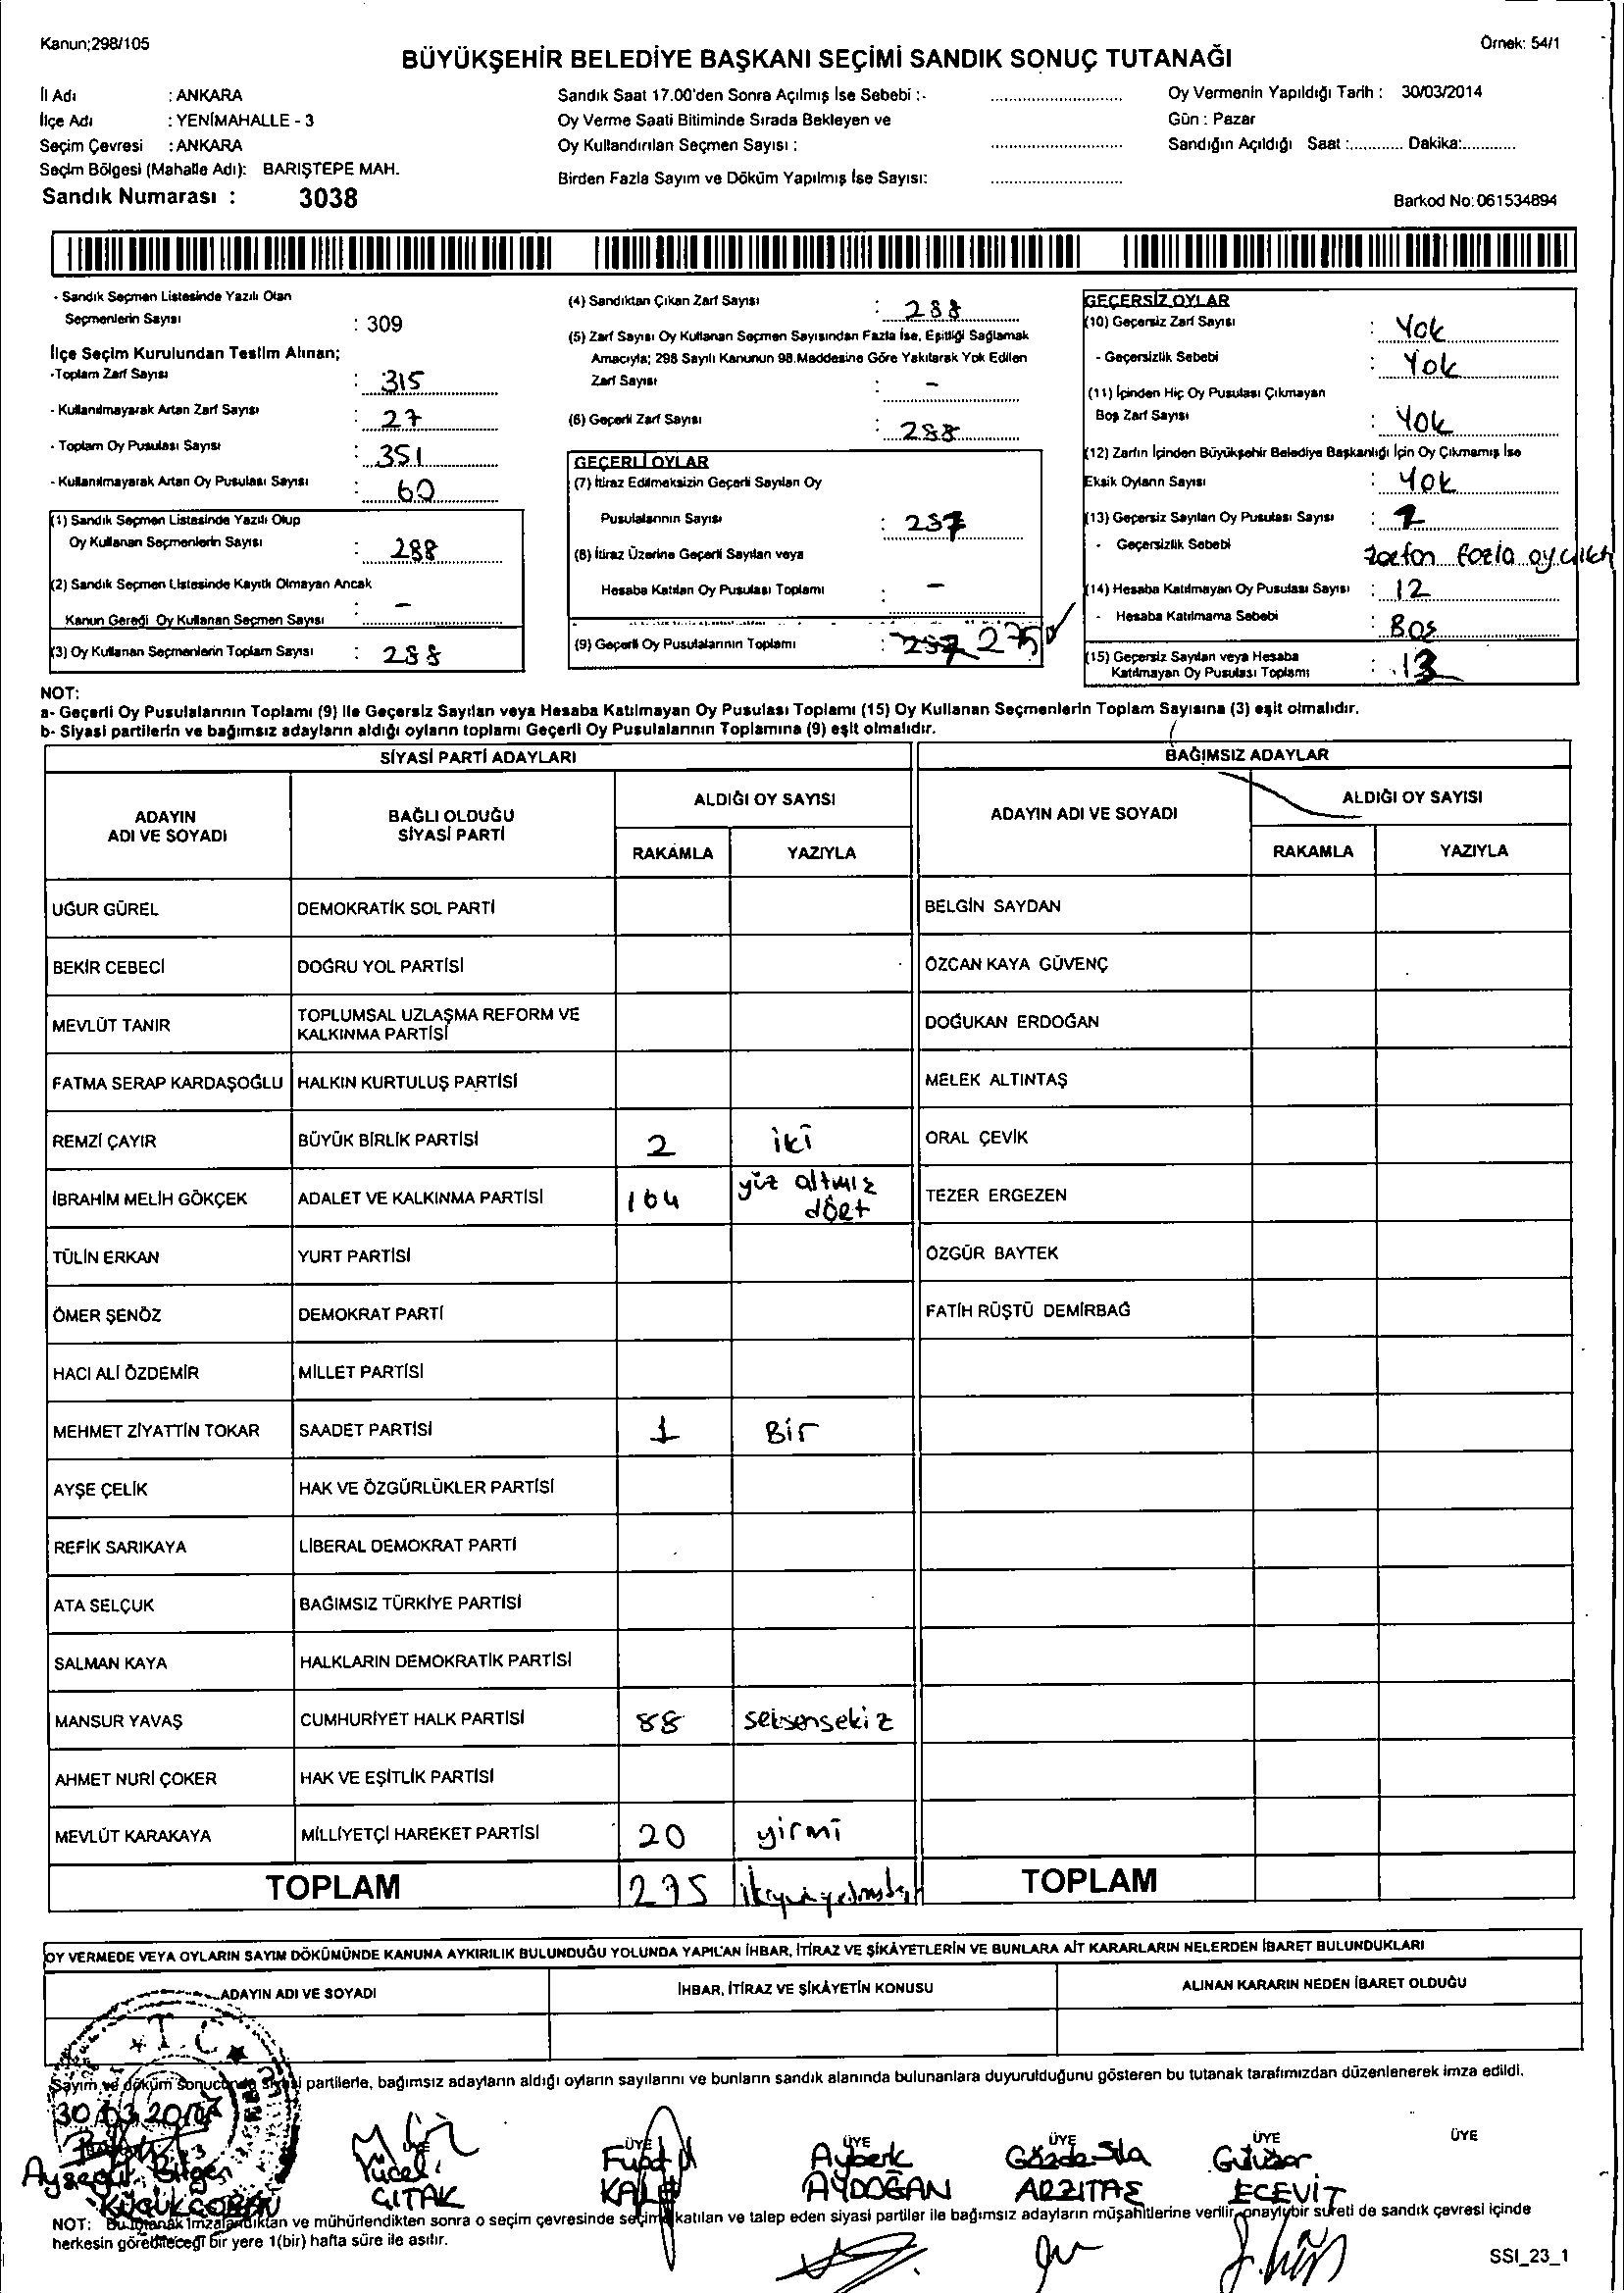 Kanun;298/105
Örnek: 54/1
BÜYÜKŞEHİR BELEDİYE BAŞKANI SEÇİMİ SANDIK SONUÇ TUTANAĞI
İl Adı : ANKARA
İlçe Adı : YENİMAHALLE - 3
Seçim Çevresi : ANKARA
Seçim Bölgesi (Mahalle Adı): BARIŞTEPE MAH.
Sandık Numarası : 3038
Sandık Saat 17.00'den Sonra Açılmış İse Sebebi :-
Oy Verme Saati Bitiminde Sırada Bekleyen ve
Oy Kullandırılan Seçmen Sayısı :
Birden Fazla Sayım ve Döküm Yapılmış İse Sayısı:
Oy Vermenin Yapıldığı Tarih : 30/03/2014
Gün : Pazar
Sandığın Açıldığı Saat :............ Dakika:............
Barkod No:061534894
- Sandık Seçmen Listesinde Yazılı Olan
Seçmenlerin Sayısı : 309
İlçe Seçim Kurulundan Teslim Alınan;
-Toplam Zarf Sayısı : 315
- Kullanılmayarak Artan Zarf Sayısı : 27
- Toplam Oy Pusulası Sayısı : 351
- Kullanılmayarak Artan Oy Pusulası Sayısı : 60
(1) Sandık Seçmen Listesinde Yazılı Olup
Oy Kullanan Seçmenlerin Sayısı : 288
(2) Sandık Seçmen Listesinde Kayıtlı Olmayan Ancak
Kanun Gereği Oy Kullanan Seçmen Sayısı : -
(3) Oy Kullanan Seçmenlerin Toplam Sayısı : 288
(4) Sandıktan Çıkan Zarf Sayısı : 288
(5) Zarf Sayısı Oy Kullanan Seçmen Sayısından Fazla İse, Eşitliği Sağlamak
Amacıyla; 298 Sayılı Kanunun 98.Maddesine Göre Yakılarak Yok Edilen
Zarf Sayısı : -
(6) Geçerli Zarf Sayısı : 288
GEÇERLİ OYLAR
(7) İtiraz Edilmeksizin Geçerli Sayılan Oy
Pusulalarının Sayısı : 287
(8) İtiraz Üzerine Geçerli Sayılan veya
Hesaba Katılan Oy Pusulası Toplamı : -
(9) Geçerli Oy Pusulalarının Toplamı : 287 275
GEÇERSİZ OYLAR
(10) Geçersiz Zarf Sayısı : Yok
- Geçersizlik Sebebi : Yok
(11) İçinden Hiç Oy Pusulası Çıkmayan
Boş Zarf Sayısı : Yok
(12) Zarfın İçinden Büyükşehir Belediye Başkanlığı İçin Oy Çıkmamış İse
Eksik Oyların Sayısı : Yok
(13) Geçersiz Sayılan Oy Pusulası Sayısı :
- Geçersizlik Sebebi zarfan fazla oy çıktı
(14) Hesaba Katılmayan Oy Pusulası Sayısı : 12
- Hesaba Katılmama Sebebi : Boş
(15) Geçersiz Sayılan veya Hesaba
Katılmayan Oy Pusulası Toplamı : 13
NOT:
a- Geçerli Oy Pusulalarının Toplamı (9) ile Geçersiz Sayılan veya Hesaba Katılmayan Oy Pusulası Toplamı (15) Oy Kullanan Seçmenlerin Toplam Sayısına (3) eşit olmalıdır.
b- Siyasi partilerin ve bağımsız adayların aldığı oyların toplamı Geçerli Oy Pusulalarının Toplamına (9) eşit olmalıdır.
SİYASİ PARTİ ADAYLARI
BAĞIMSIZ ADAYLAR
ADAYIN
ADI VE SOYADI
BAĞLI OLDUĞU
SİYASİ PARTİ
ALDIĞI OY SAYISI
RAKAMLA YAZIYLA
ADAYIN ADI VE SOYADI
ALDIĞI OY SAYISI
RAKAMLA YAZIYLA
UĞUR GÜREL DEMOKRATİK SOL PARTİ BELGİN SAYDAN
BEKİR CEBECİ DOĞRU YOL PARTİSİ ÖZCAN KAYA GÜVENÇ
MEVLÜT TANIR TOPLUMSAL UZLAŞMA REFORM VE
KALKINMA PARTİSİ DOĞUKAN ERDOĞAN
FATMA SERAP KARDAŞOĞLU HALKIN KURTULUŞ PARTİSİ MELEK ALTINTAŞ
REMZİ ÇAYIR BÜYÜK BİRLİK PARTİSİ 2 iki ORAL ÇEVİK
İBRAHİM MELİH GÖKÇEK ADALET VE KALKINMA PARTİSİ 164 yüz altmız
dört TEZER ERGEZEN
TÜLİN ERKAN YURT PARTİSİ ÖZGÜR BAYTEK
ÖMER ŞENÖZ DEMOKRAT PARTİ FATİH RÜŞTÜ DEMİRBAĞ
HACI ALİ ÖZDEMİR MİLLET PARTİSİ
MEHMET ZİYATTİN TOKAR SAADET PARTİSİ 1 Bir
AYŞE ÇELİK HAK VE ÖZGÜRLÜKLER PARTİSİ
REFİK SARIKAYA LİBERAL DEMOKRAT PARTİ
ATA SELÇUK BAĞIMSIZ TÜRKİYE PARTİSİ
SALMAN KAYA HALKLARIN DEMOKRATİK PARTİSİ
MANSUR YAVAŞ CUMHURİYET HALK PARTİSİ 88 seksensekiz
AHMET NURİ ÇOKER HAK VE EŞİTLİK PARTİSİ
MEVLÜT KARAKAYA MİLLİYETÇİ HAREKET PARTİSİ 20 yirmi
TOPLAM 275 TOPLAM
OY VERMEDE VEYA OYLARIN SAYIM DÖKÜMÜNDE KANUNA AYKIRILIK BULUNDUĞU YOLUNDA YAPILAN İHBAR, İTİRAZ VE ŞİKÂYETLERİN VE BUNLARA AİT KARARLARIN NELERDEN İBARET BULUNDUKLARI
ADAYIN ADI VE SOYADI İHBAR, İTİRAZ VE ŞİKÂYETİN KONUSU ALINAN KARARIN NEDEN İBARET OLDUĞU
T.C.
Sayım ve döküm sonucunda siyasi partilerle, bağımsız adayların aldığı oyların sayılarını ve bunların sandık alanında bulunanlara duyurulduğunu gösteren bu tutanak tarafımızdan düzenlenerek imza edildi.
30.03.2014
ÜYE ÜYE ÜYE ÜYE ÜYE ÜYE
Ayşegül Bilgen Yücel Fuat Ayberk Gözde Sıla Gülizar
KÜÇÜKÇOBAN ÇITAK KALE AYDOĞAN ARZITAŞ ECEVİT
NOT: Bu tutanak imzalandıktan ve mühürlendikten sonra o seçim çevresinde seçime katılan ve talep eden siyasi partiler ile bağımsız adayların müşahitlerine verilir, onaylı bir sureti de sandık çevresi içinde
herkesin görebileceği bir yere 1(bir) hafta süre ile asılır.
SSI_23_1